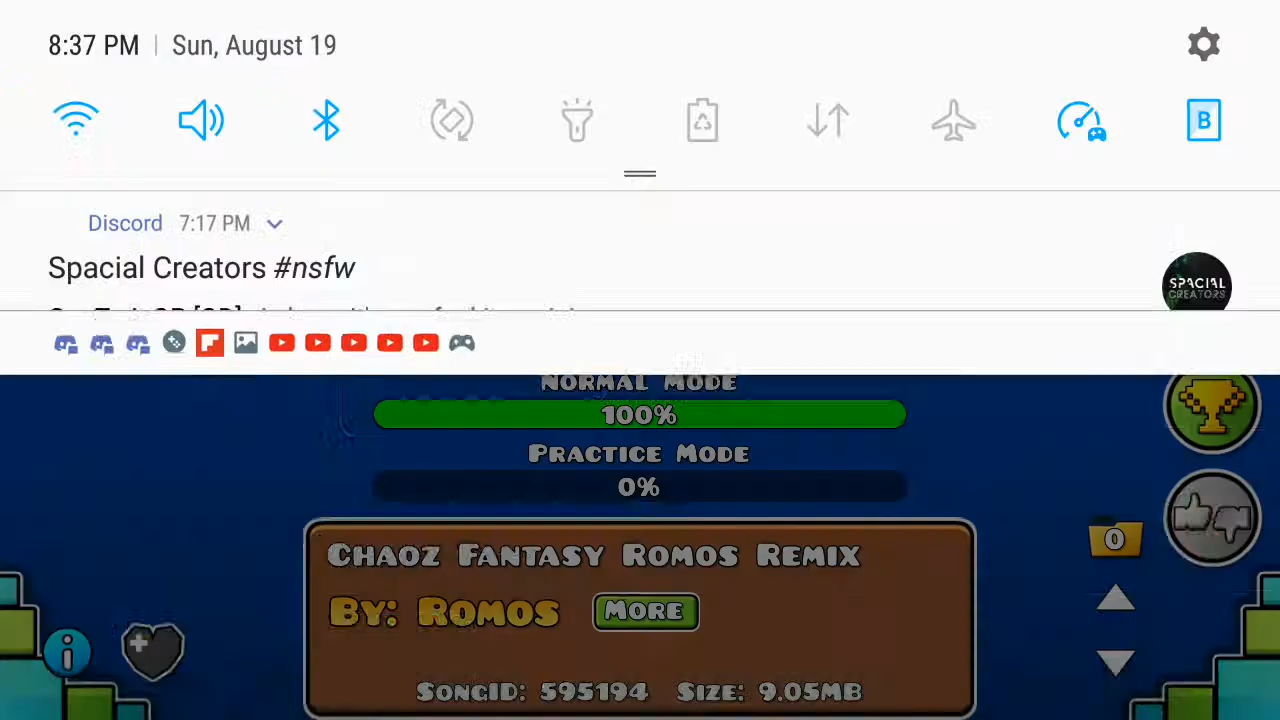 8:37 PM | Sun, August 19
B
Discord 7:17 PM
Spacial Creators #nsfw
SPACIAL
CREATORS
NORMAL MODE
100%
PRACTICE MODE
0%
CHAOZ FANTASY ROMOS REMIX
0
BY: ROMOS MORE
SONGID: 595194 SIZE: 9.05MB